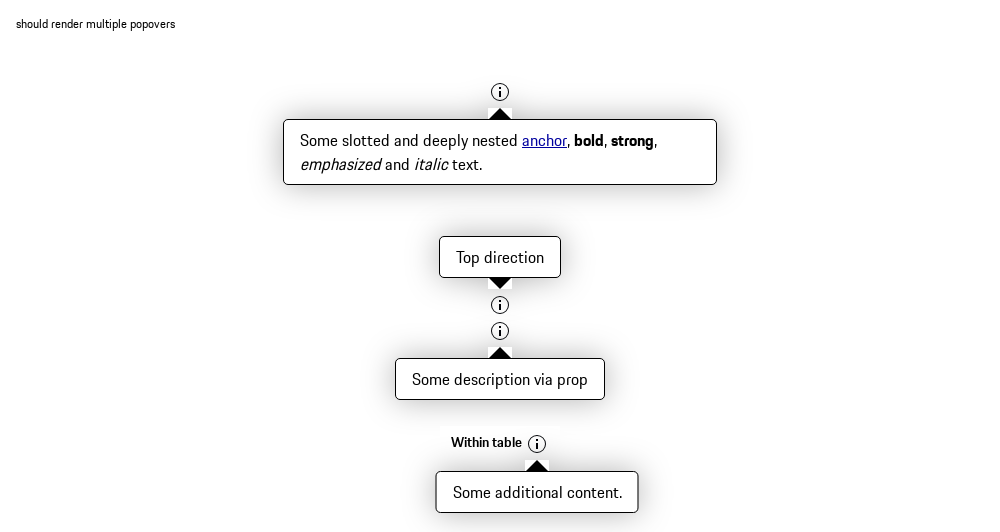 should render multiple popovers
Some slotted and deeply nested anchor, bold, strong,
emphasized and italic text.
Top direction
Some description via prop
Within table
Some additional content.